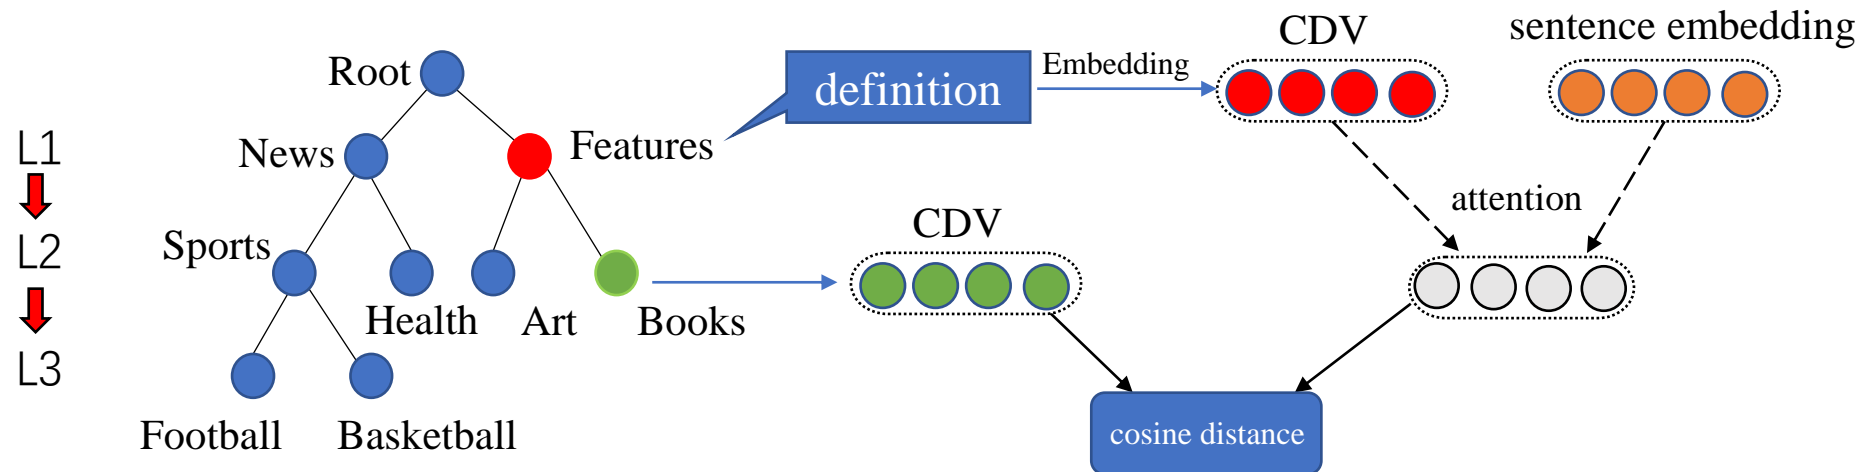 CDV
sentence embedding
Root
definition
Embedding
L1
News
Features
attention
CDV
L2
Sports
Health
Art
Books
L3
Football
Basketball
cosine distance